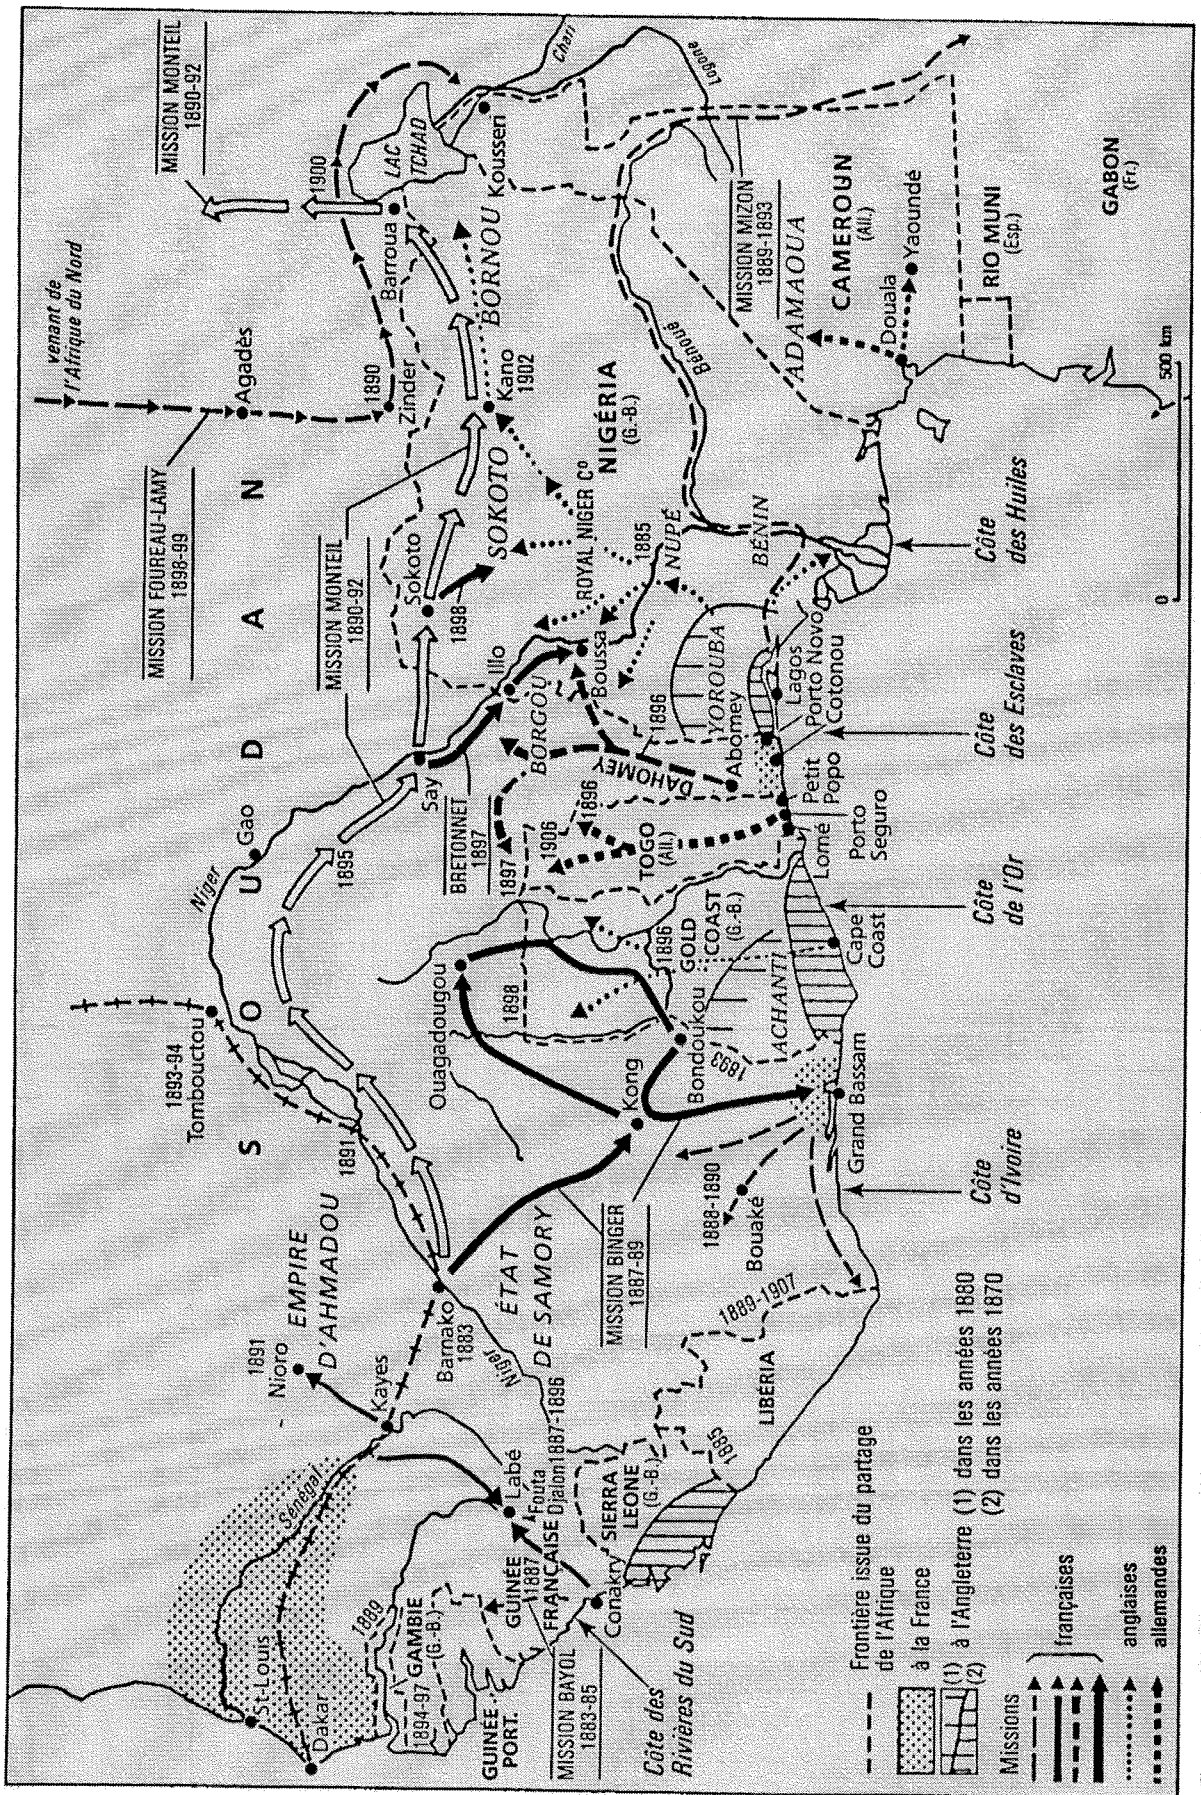 MISSION MONTEIL
1890-92
venant de
l'Afrique du Nord
MISSION FOUREAU-LAMY
1898-99
Agadès
1900
LAC
TCHAD
Chari
Logone
Kousseri
Barroua
BORNOU
1890
Zinder
Kano
1902
SOUDAN
MISSION MONTEIL
1890-92
Sokoto
SOKOTO
1898
NIGÉRIA
(G.-B.)
ROYAL NIGER Cº
1885
NUPÉ
BÉNIN
Bénoue
MISSION MIZON
1889-1893
ADAMAOUA
CAMEROUN
(All.)
Douala
Yaoundé
RIO MUNI
(Esp.)
GABON
(Fr.)
0
500 km
Côte
des Huiles
Niger
Gao
1895
Say
Illo
BORGOU
Boussa
BRETONNET
1897
1897
YOROUBA
1896
DAHOMEY
Abomey
Lagos
Porto Novo
Cotonou
Petit
Popo
Porto
Seguro
Lomé
Côte
des Esclaves
1896
1906
TOGO
(All.)
GOLD
COAST
(G.-B.)
1896
ACHANTI
Cape
Coast
Côte
de l'Or
1893-94
Tombouctou
1891
Ouagadougou
1898
Kong
Bondoukou
1893
Grand Bassam
Côte
d'Ivoire
MISSION BINGER
1887-89
1888-1890
Bouaké
EMPIRE
D'AHMADOU
1891
Nioro
Kayes
Bamako
1883
Niger
ÉTAT
DE SAMORY
1889-1907
LIBÉRIA
1885
SIERRA
LEONE
(G.-B.)
Sénégal
St-Louis
Dakar
1889
GAMBIE
(G.-B.)
1894-97
GUINÉE
PORT.
Labé
Fouta
Djalon
1887-1896
GUINÉE
1887
FRANÇAISE
Conakry
MISSION BAYOL
1883-85
Côte des
Rivières du Sud
Frontière issue du partage
de l'Afrique
à la France
(1)
(2)
à l'Angleterre (1) dans les années 1880
(2) dans les années 1870
Missions
françaises
anglaises
allemandes